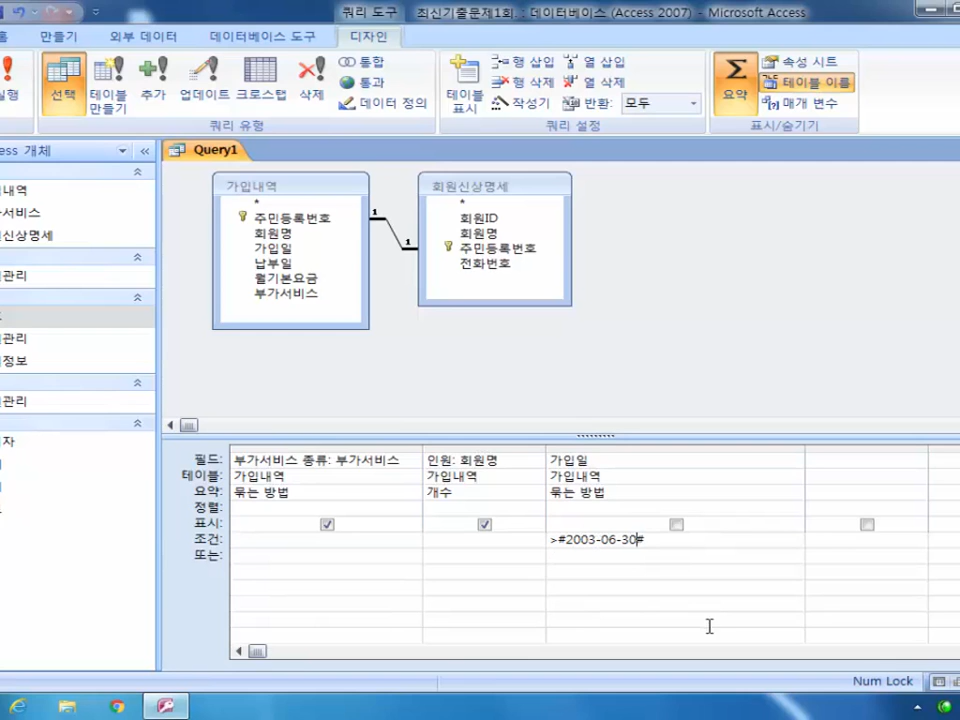 쿼리 도구
최신기출문제1회. : 데이터베이스 (Access 2007) - Microsoft Access
홈 만들기 외부 데이터 데이터베이스 도구 디자인
실행 선택 테이블 만들기 추가 업데이트 크로스탭 삭제
통합
통과
데이터 정의
테이블 표시
행 삽입
행 삭제
작성기
열 삽입
열 삭제
반환: 모두
요약
속성 시트
테이블 이름
매개 변수
쿼리 유형 쿼리 설정 표시/숨기기
ess 개체
Query1
입내역
가서비스
신상명세
관리
관리
정보
관리
자
가입내역
*
주민등록번호
회원명
가입일
납부일
월기본요금
부가서비스
1
1
회원신상명세
*
회원ID
회원명
주민등록번호
전화번호
필드: 부가서비스 종류: 부가서비스 인원: 회원명 가입일
테이블: 가입내역 가입내역 가입내역
요약: 묶는 방법 개수 묶는 방법
정렬:
표시:
조건: >#2003-06-30#
또는:
Num Lock